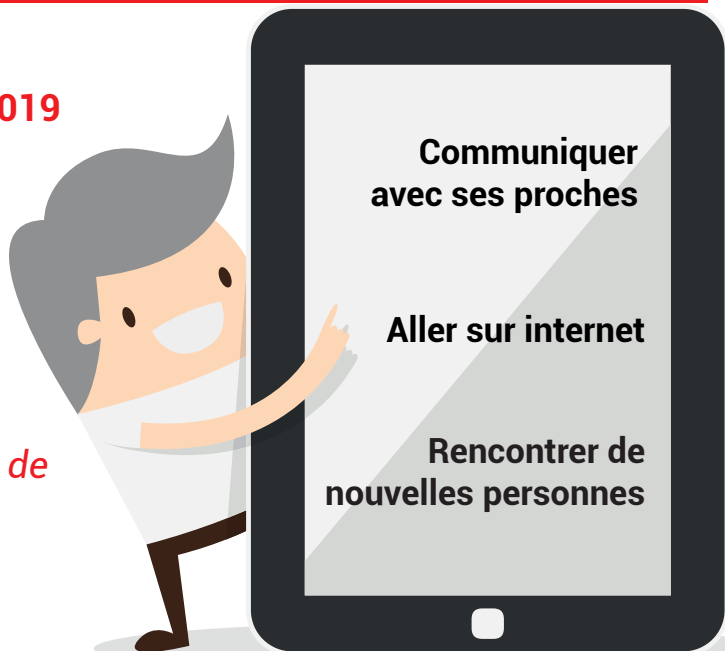 019
Communiquer
avec ses proches
Aller sur internet
de
Rencontrer de
nouvelles personnes